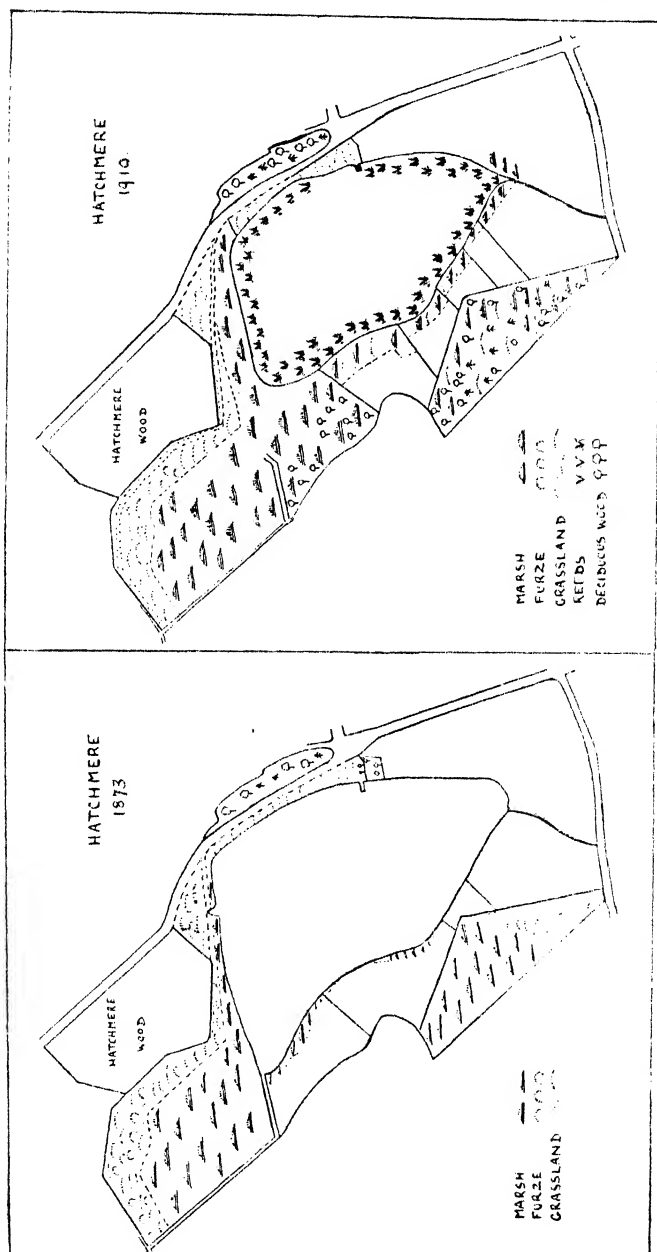 HATCHMERE
1910
HATCHMERE
WOOD
MARSH
FURZE
GRASSLAND
REEDS
DECIDUOUS WOOD
HATCHMERE
1873
HATCHMERE
WOOD
MARSH
FURZE
GRASSLAND